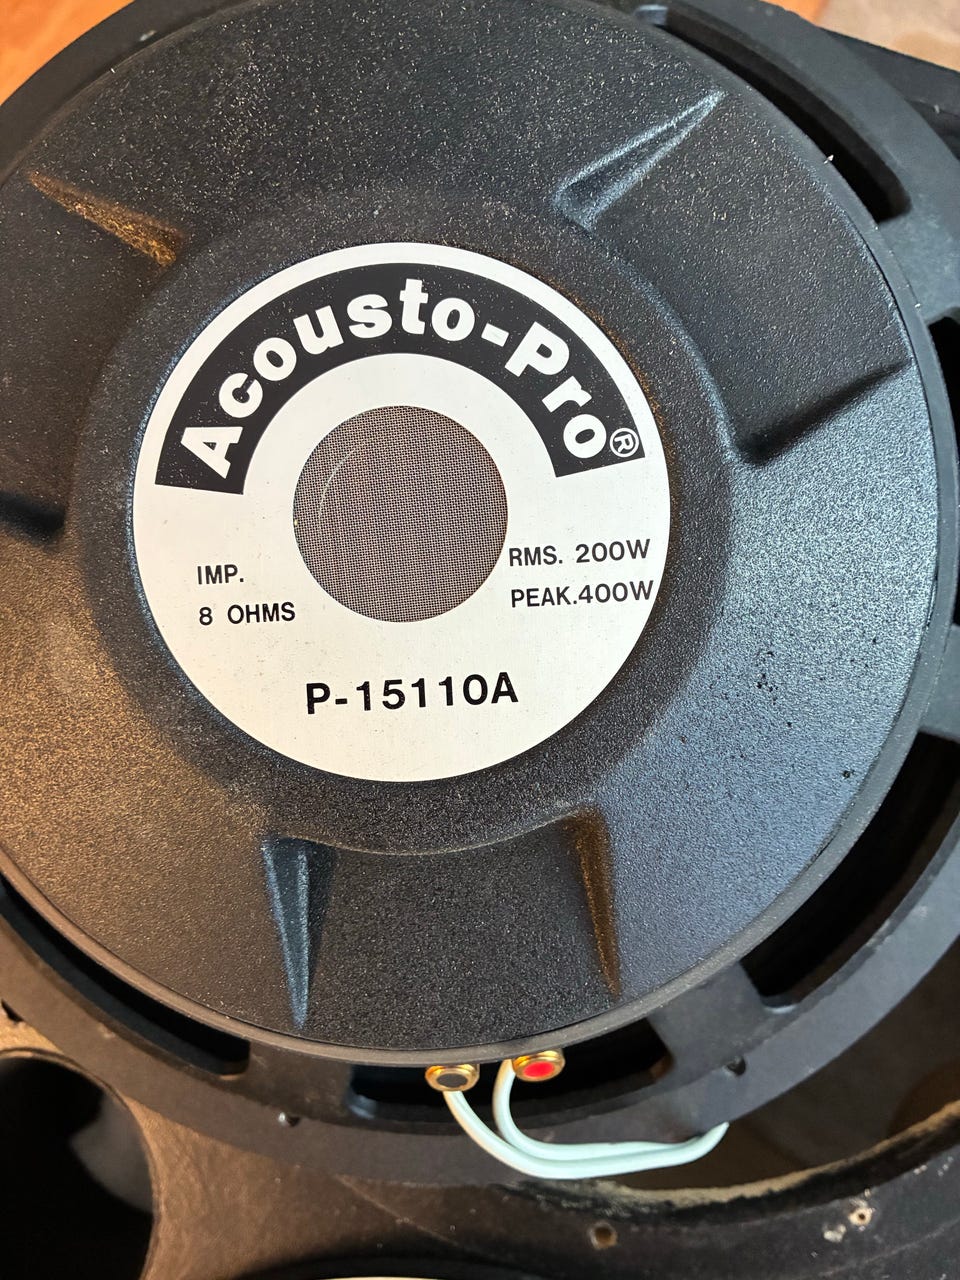 Acousto-Pro®
IMP.
8 OHMS
RMS. 200W
PEAK.400W
P-15110A